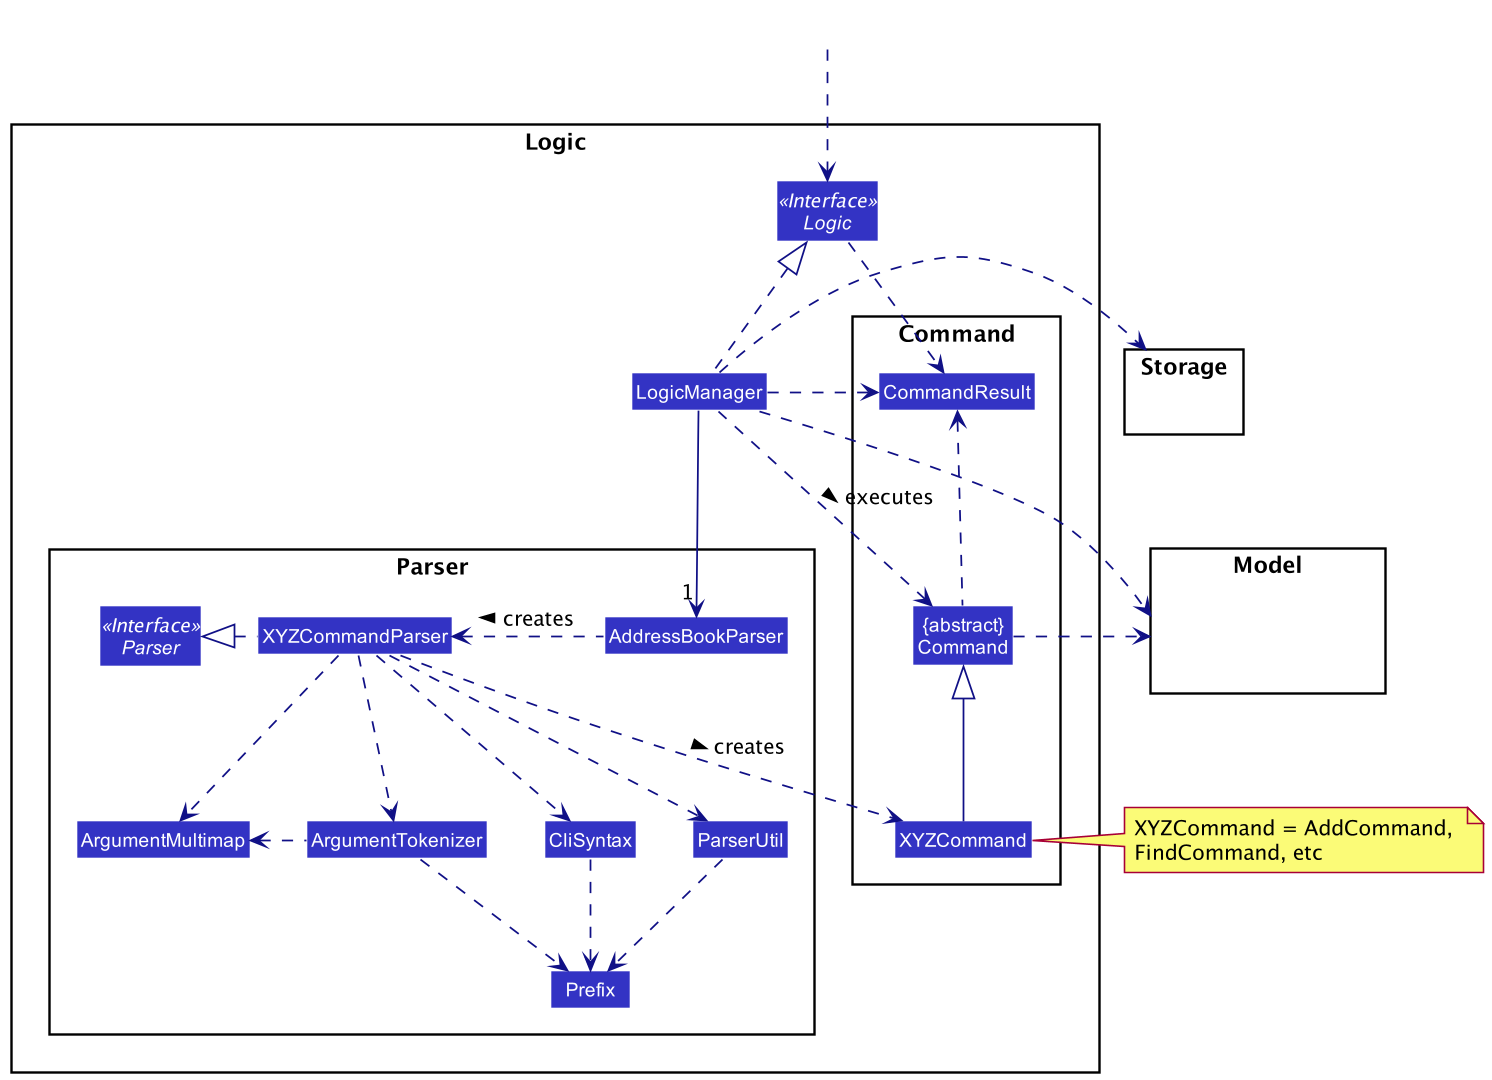 Logic
«Interface»
Logic
Command
Storage
LogicManager
CommandResult
executes
Parser
Model
1
creates
«Interface»
Parser
XYZCommandParser
AddressBookParser
{abstract}
Command
creates
ArgumentMultimap
ArgumentTokenizer
CliSyntax
ParserUtil
XYZCommand
XYZCommand = AddCommand,
FindCommand, etc
Prefix